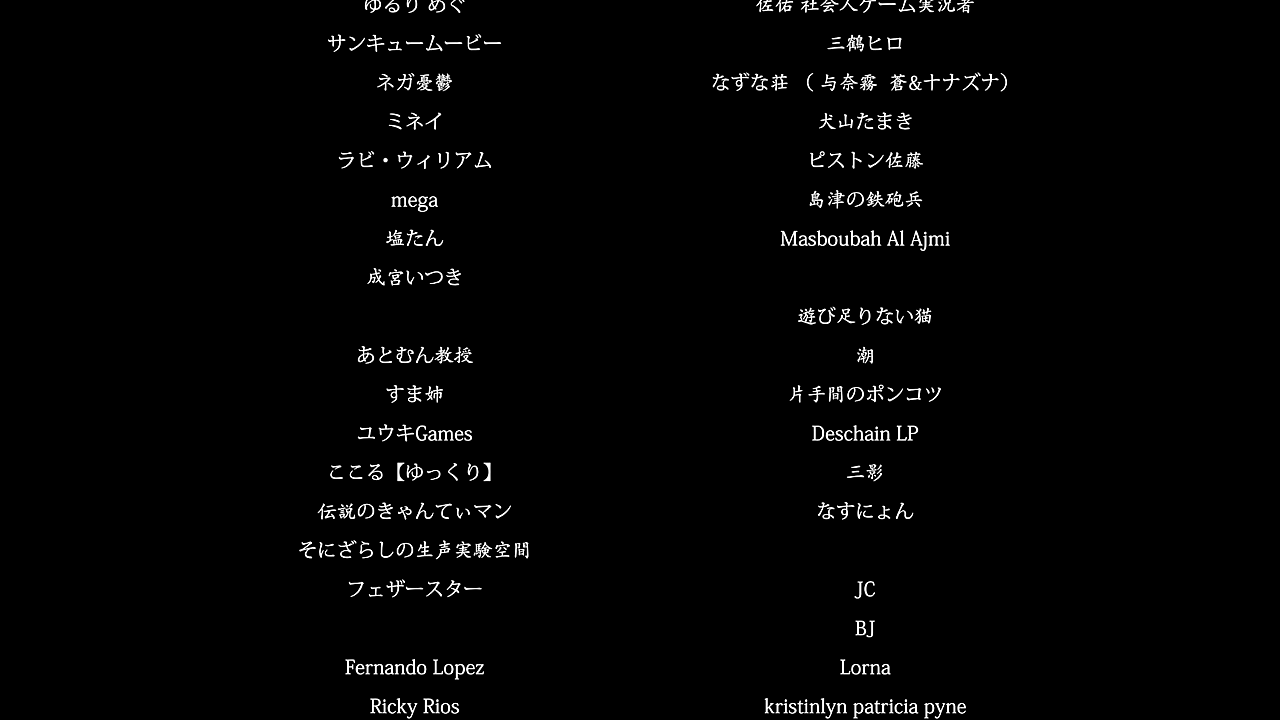 ゆるり めぐ
佐佑 社会人ゲーム実況者
サンキュームービー
三鶴ヒロ
ネガ憂鬱
なずな荘 （ 与奈霧 蒼&十ナズナ）
ミネイ
犬山たまき
ラビ・ウィリアム
ピストン佐藤
mega
島津の鉄砲兵
塩たん
Masboubah Al Ajmi
成宮いつき
遊び足りない猫
あとむん教授
潮
すま姉
片手間のポンコツ
ユウキGames
Deschain LP
ここる【ゆっくり】
三影
伝説のきゃんてぃマン
なすにょん
そにざらしの生声実験空間
フェザースター
JC
BJ
Fernando Lopez
Lorna
Ricky Rios
kristinlyn patricia pyne